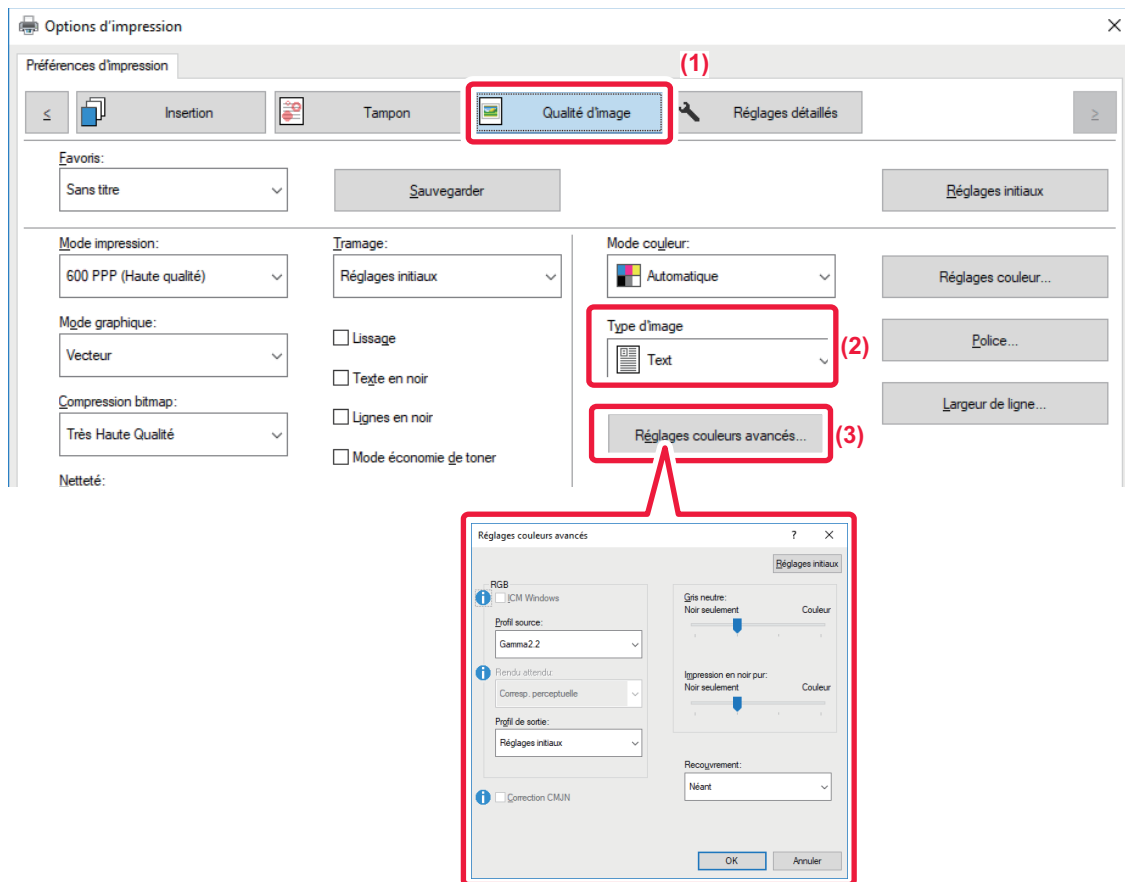 Options d'impression
Préférences d'impression
(1)
<
Insertion
Tampon
Qualité d'image
Réglages détaillés
>
Favoris:
Sans titre
Sauvegarder
Réglages initiaux
Mode impression:
Tramage:
Mode couleur:
600 PPP (Haute qualité)
Réglages initiaux
Automatique
Réglages couleur...
Mode graphique:
Type d'image
Vecteur
Lissage
Text
(2)
Police...
Texte en noir
Compression bitmap:
Lignes en noir
Largeur de ligne...
Très Haute Qualité
Réglages couleurs avancés...
(3)
Mode économie de toner
Netteté:
Réglages couleurs avancés
?
Réglages initiaux
RGB
ICM Windows
Profil source:
Gamma2.2
Rendu attendu:
Corresp. perceptuelle
Profil de sortie:
Réglages initiaux
Correction CMJN
Gris neutre:
Noir seulement Couleur
Impression en noir pur:
Noir seulement Couleur
Recouvrement:
Néant
OK
Annuler